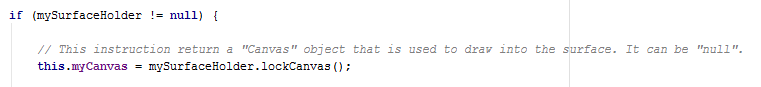 if (mySurfaceHolder != null) {
// This instruction return a "Canvas" object that is used to draw into the surface. It can be "null".
this.myCanvas = mySurfaceHolder.lockCanvas();